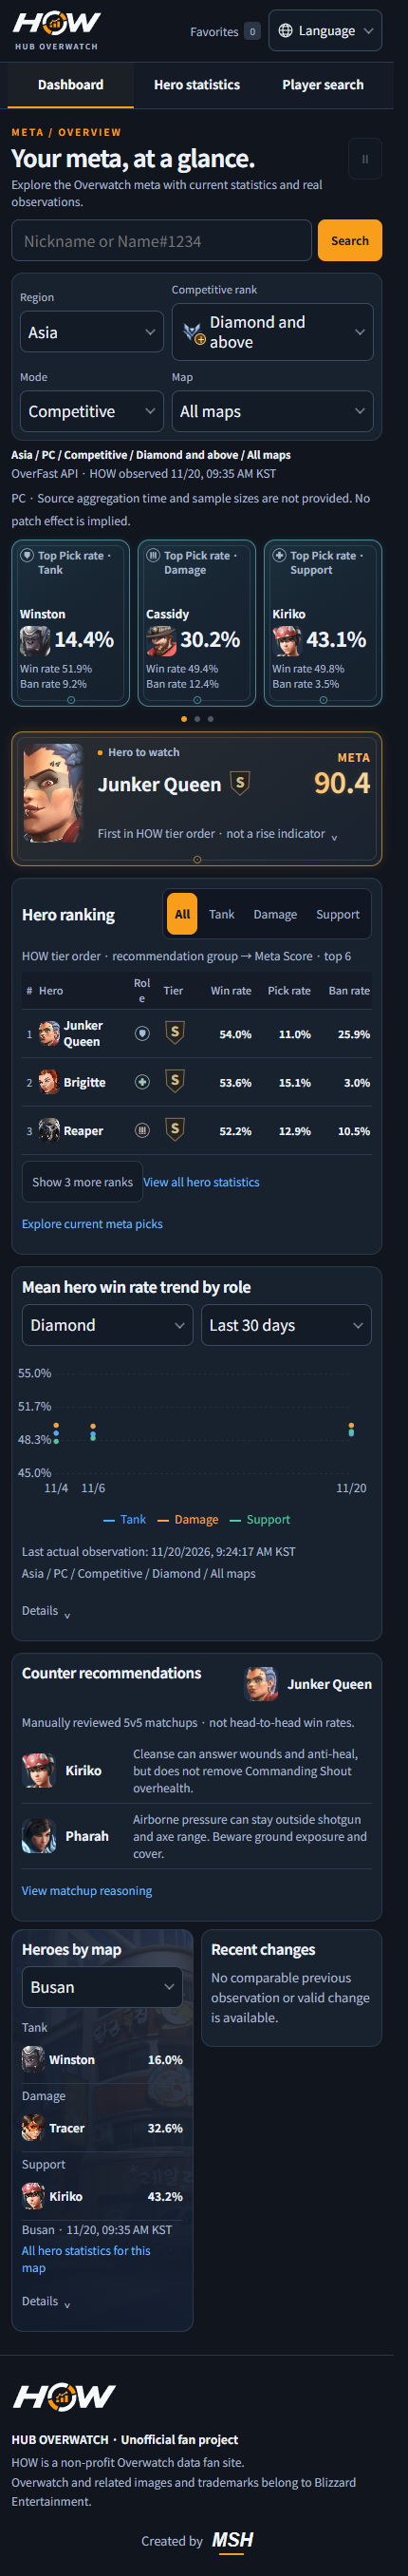 HOW
HUB OVERWATCH
Favorites 0
Language
Dashboard
Hero statistics
Player search
META / OVERVIEW
Your meta, at a glance.
Explore the Overwatch meta with current statistics and real
observations.
Nickname or Name#1234
Search
Region
Competitive rank
Asia
Diamond and
above
Mode
Map
Competitive
All maps
Asia / PC / Competitive / Diamond and above / All maps
OverFast API · HOW observed 11/20, 09:35 AM KST
PC · Source aggregation time and sample sizes are not provided. No
patch effect is implied.
Top Pick rate ·
Tank
Winston
14.4%
Win rate 51.9%
Ban rate 9.2%
Top Pick rate ·
Damage
Cassidy
30.2%
Win rate 49.4%
Ban rate 12.4%
Top Pick rate ·
Support
Kiriko
43.1%
Win rate 49.8%
Ban rate 3.5%
Hero to watch
Junker Queen S
META
90.4
First in HOW tier order · not a rise indicator
Hero ranking
All Tank Damage Support
HOW tier order · recommendation group → Meta Score · top 6
# Hero Rol
e Tier Win rate Pick rate Ban rate
1 Junker
Queen S 54.0% 11.0% 25.9%
2 Brigitte S 53.6% 15.1% 3.0%
3 Reaper S 52.2% 12.9% 10.5%
Show 3 more ranks View all hero statistics
Explore current meta picks
Mean hero win rate trend by role
Diamond
Last 30 days
55.0%
51.7%
48.3%
45.0%
11/4 11/6 11/20
Tank Damage Support
Last actual observation: 11/20/2026, 9:24:17 AM KST
Asia / PC / Competitive / Diamond / All maps
Details
Counter recommendations
Junker Queen
Manually reviewed 5v5 matchups · not head-to-head win rates.
Kiriko
Cleanse can answer wounds and anti-heal,
but does not remove Commanding Shout
overhealth.
Pharah
Airborne pressure can stay outside shotgun
and axe range. Beware ground exposure and
cover.
View matchup reasoning
Heroes by map
Busan
Tank
Winston 16.0%
Damage
Tracer 32.6%
Support
Kiriko 43.2%
Busan · 11/20, 09:35 AM KST
All hero statistics for this
map
Details
Recent changes
No comparable previous
observation or valid change
is available.
HOW
HUB OVERWATCH · Unofficial fan project
HOW is a non-profit Overwatch data fan site.
Overwatch and related images and trademarks belong to Blizzard
Entertainment.
Created by MSH